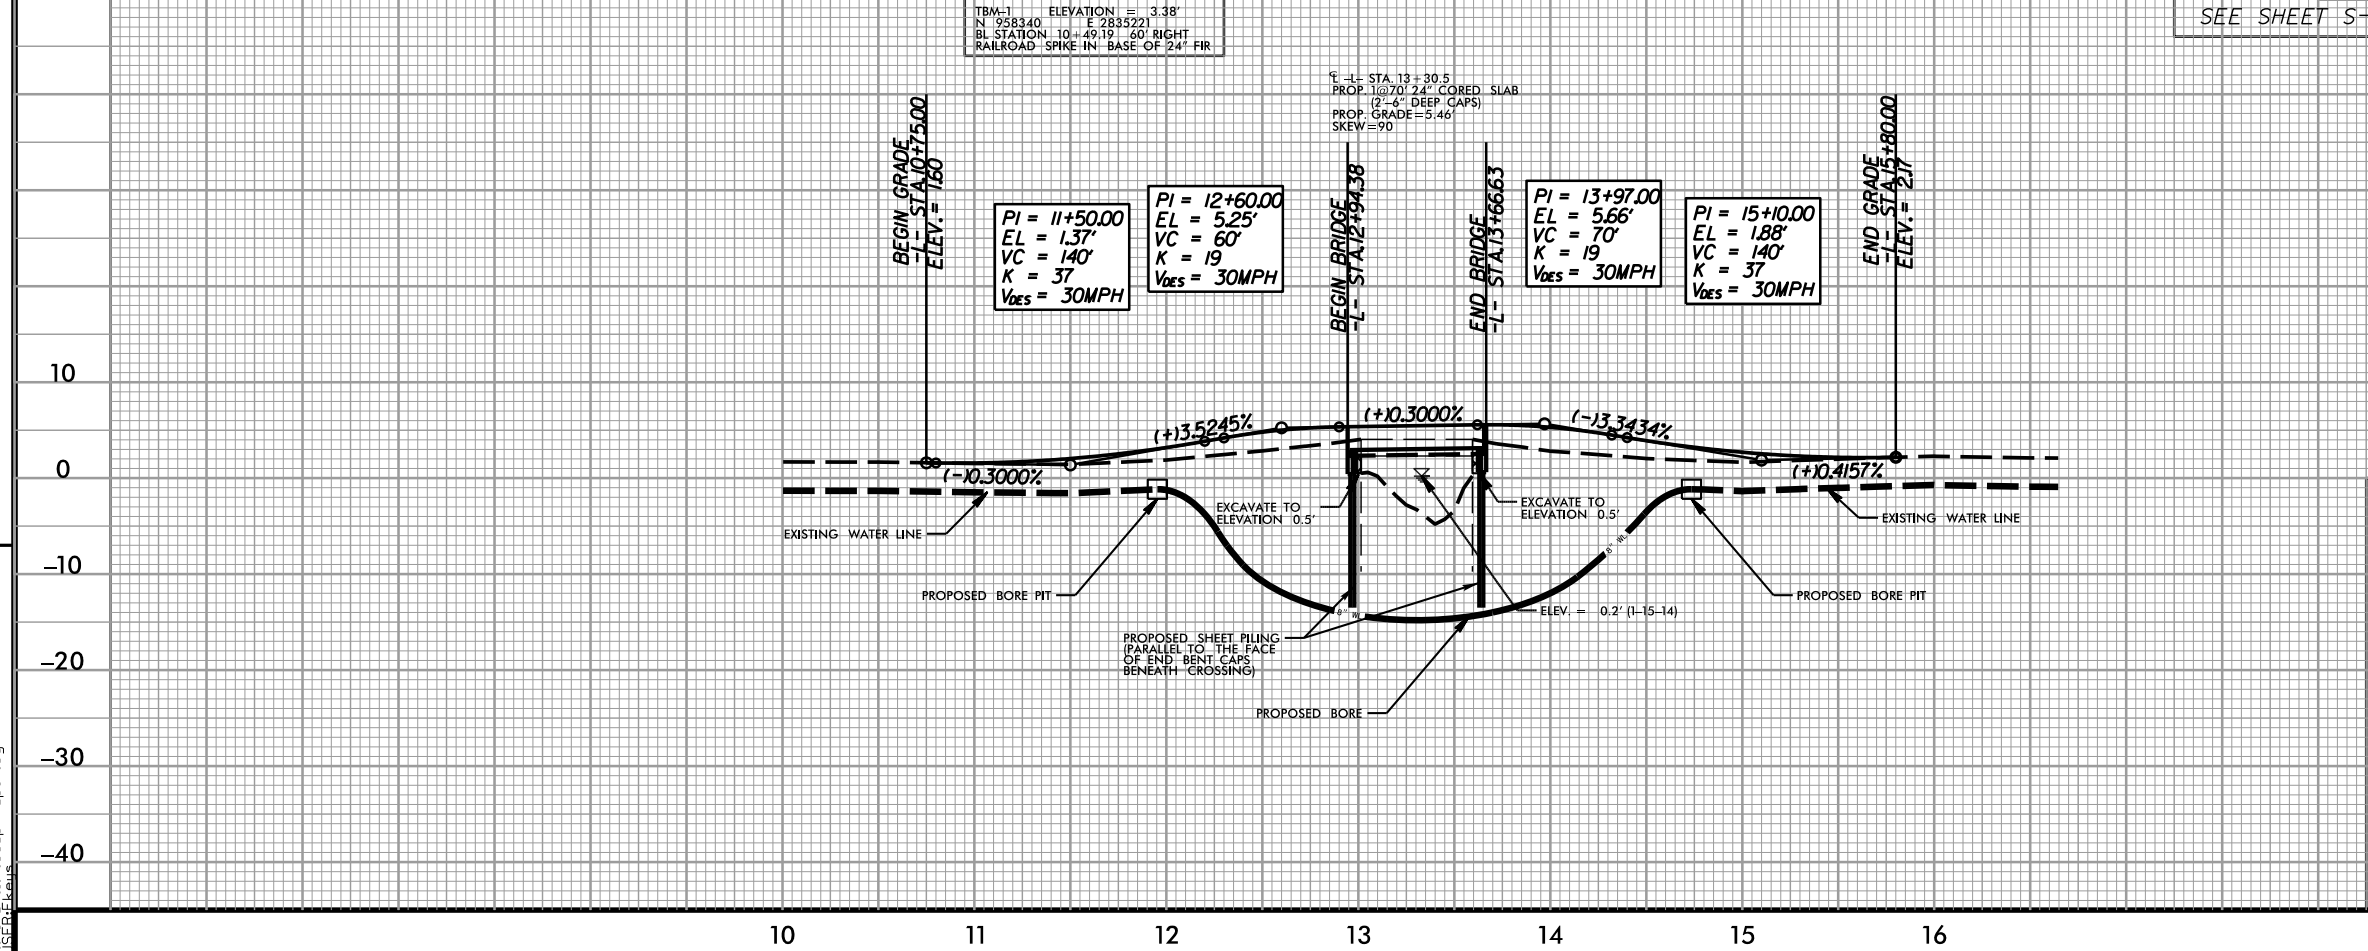 TBM-1 ELEVATION = 3.38'
N 958340 E 2835221
BL STATION 10+49.19 60' RIGHT
RAILROAD SPIKE IN BASE OF 24" FIR
SEE SHEET S-
℄ -L- STA. 13+30.5
PROP. 1@70' 24" CORED SLAB
(2'-6" DEEP CAPS)
PROP. GRADE=5.46'
SKEW=90
BEGIN GRADE
-L- STA.10+75.00
ELEV. = 1.60
PI = 11+50.00
EL = 1.37'
VC = 140'
K = 37
VDES = 30MPH
PI = 12+60.00
EL = 5.25'
VC = 60'
K = 19
VDES = 30MPH
BEGIN BRIDGE
-L- STA.12+94.38
END BRIDGE
-L- STA.13+66.63
PI = 13+97.00
EL = 5.66'
VC = 70'
K = 19
VDES = 30MPH
PI = 15+10.00
EL = 1.88'
VC = 140'
K = 37
VDES = 30MPH
END GRADE
-L- STA.15+80.00
ELEV. = 2.17
10
0
-10
-20
-30
-40
(-)0.3000%
(+)3.5245%
(+)0.3000%
(-)3.3434%
(+)0.4157%
EXISTING WATER LINE
PROPOSED BORE PIT
EXCAVATE TO
ELEVATION 0.5'
EXCAVATE TO
ELEVATION 0.5'
EXISTING WATER LINE
8" WL
8" WL
PROPOSED BORE PIT
ELEV. = 0.2' (1-15-14)
PROPOSED SHEET PILING
(PARALLEL TO THE FACE
OF END BENT CAPS
BENEATH CROSSING)
PROPOSED BORE
10 11 12 13 14 15 16